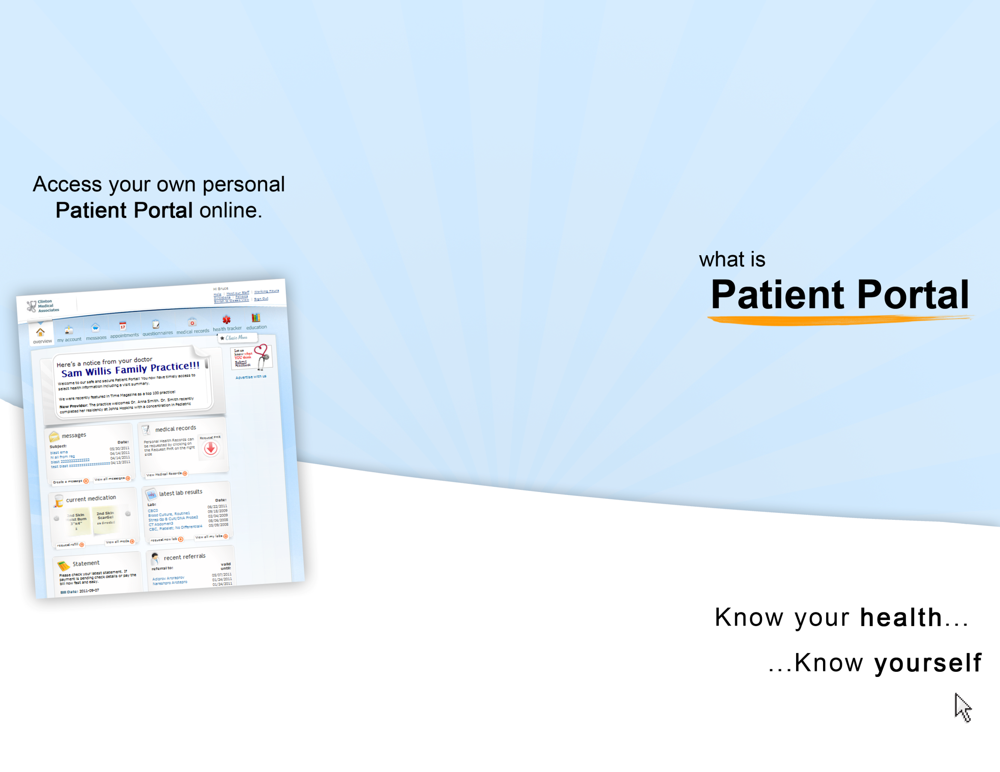 Access your own personal
Patient Portal online.
Clinton
Medical
Associates
Hi Bruce
Help | Meet our Staff | Working Hours
Directions | Policies
Switch to Classic View | Sign Out
overview
my account
messages
17
appointments
questionnaires
medical records
health tracker
education
Classic Menu
Here's a notice from your doctor
Sam Willis Family Practice!!!
Welcome to our safe and secure Patient Portal! You now have timely access to
select health information including a visit summary.
We were recently featured in Time Magazine as a top 100 practice!
New Provider: The practice welcomes Dr. Anna Smith. Dr. Smith recently
completed her residency at Johns Hopkins with a concentration in Pediatric
Let us
know what
YOU think
Submit
Feedback
Advertise with us
messages
Subject: Date:
blast ema 05/30/2011
hi all from reg 04/14/2011
blast 04/14/2011
test blast 04/13/2011
Create a message
View all messages
medical records
Personal Health Records can
be requested by clicking on
the Request PHR on the right
side
Request PHR
View Medical Records
current medication
2nd Skin
Moist Burn
3"x4"
2nd Skin
ScarGel
as directed
request refill
View all meds
latest lab results
Lab: Date:
CBC0 06/22/2011
Blood Culture, Routine1 09/18/2009
Strep Gp B Cult/DNA Probe2 02/04/2009
CT Abdomen3 08/06/2008
CBC, Platelet; No Differential4 05/09/2008
request new lab
View all my labs
Statement
Please check your latest statement. If
payment is pending check details or pay the
bill now fast and easy.
Bill Date: 2011-09-07
recent referrals
referral to: valid
until:
Adiprov Aroraprov 05/07/2011
Nareshpro Arotepro 01/24/2011
01/24/2011
what is
Patient Portal
Know your health...
...Know yourself